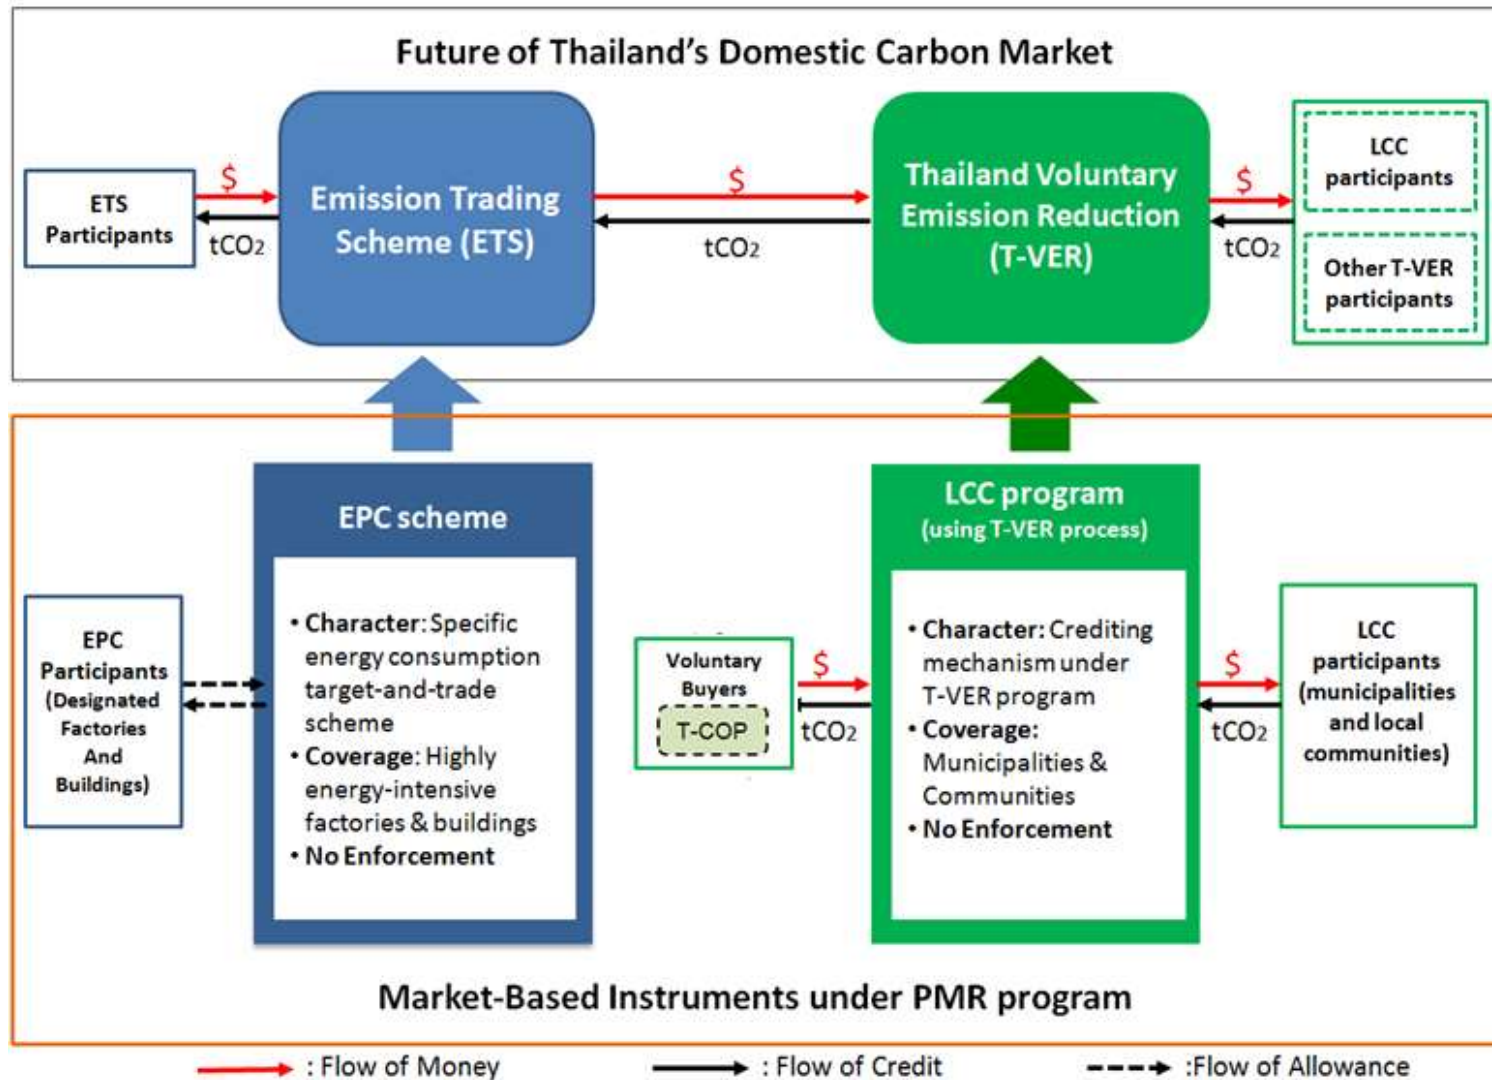 Future of Thailand's Domestic Carbon Market
ETS
Participants
$
tCO2
Emission Trading
Scheme (ETS)
$
tCO2
Thailand Voluntary
Emission Reduction
(T-VER)
$
tCO2
LCC
participants
Other T-VER
participants
EPC scheme
EPC
Participants
(Designated
Factories
And
Buildings)
• Character: Specific
energy consumption
target-and-trade
scheme
• Coverage: Highly
energy-intensive
factories & buildings
• No Enforcement
Voluntary
Buyers
T-COP
$
tCO2
LCC program
(using T-VER process)
• Character: Crediting
mechanism under
T-VER program
• Coverage:
Municipalities &
Communities
• No Enforcement
$
tCO2
LCC
participants
(municipalities
and local
communities)
Market-Based Instruments under PMR program
: Flow of Money
: Flow of Credit
:Flow of Allowance